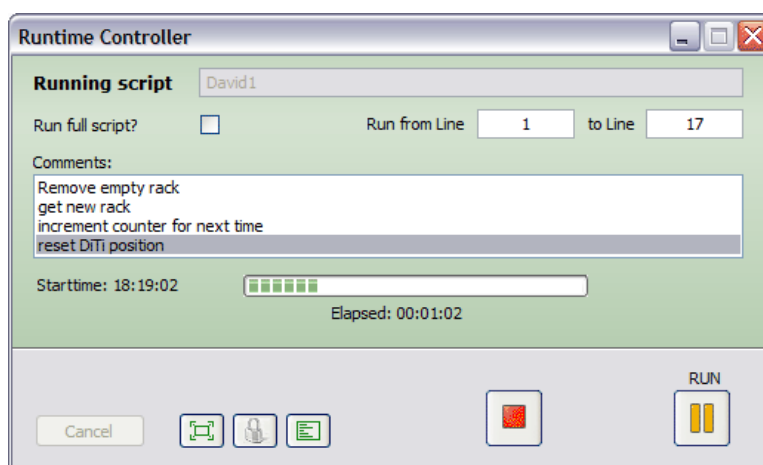 Runtime Controller
Running script David1
Run full script? Run from Line 1 to Line 17
Comments:
Remove empty rack
get new rack
increment counter for next time
reset DiTi position
Starttime: 18:19:02
Elapsed: 00:01:02
RUN
Cancel